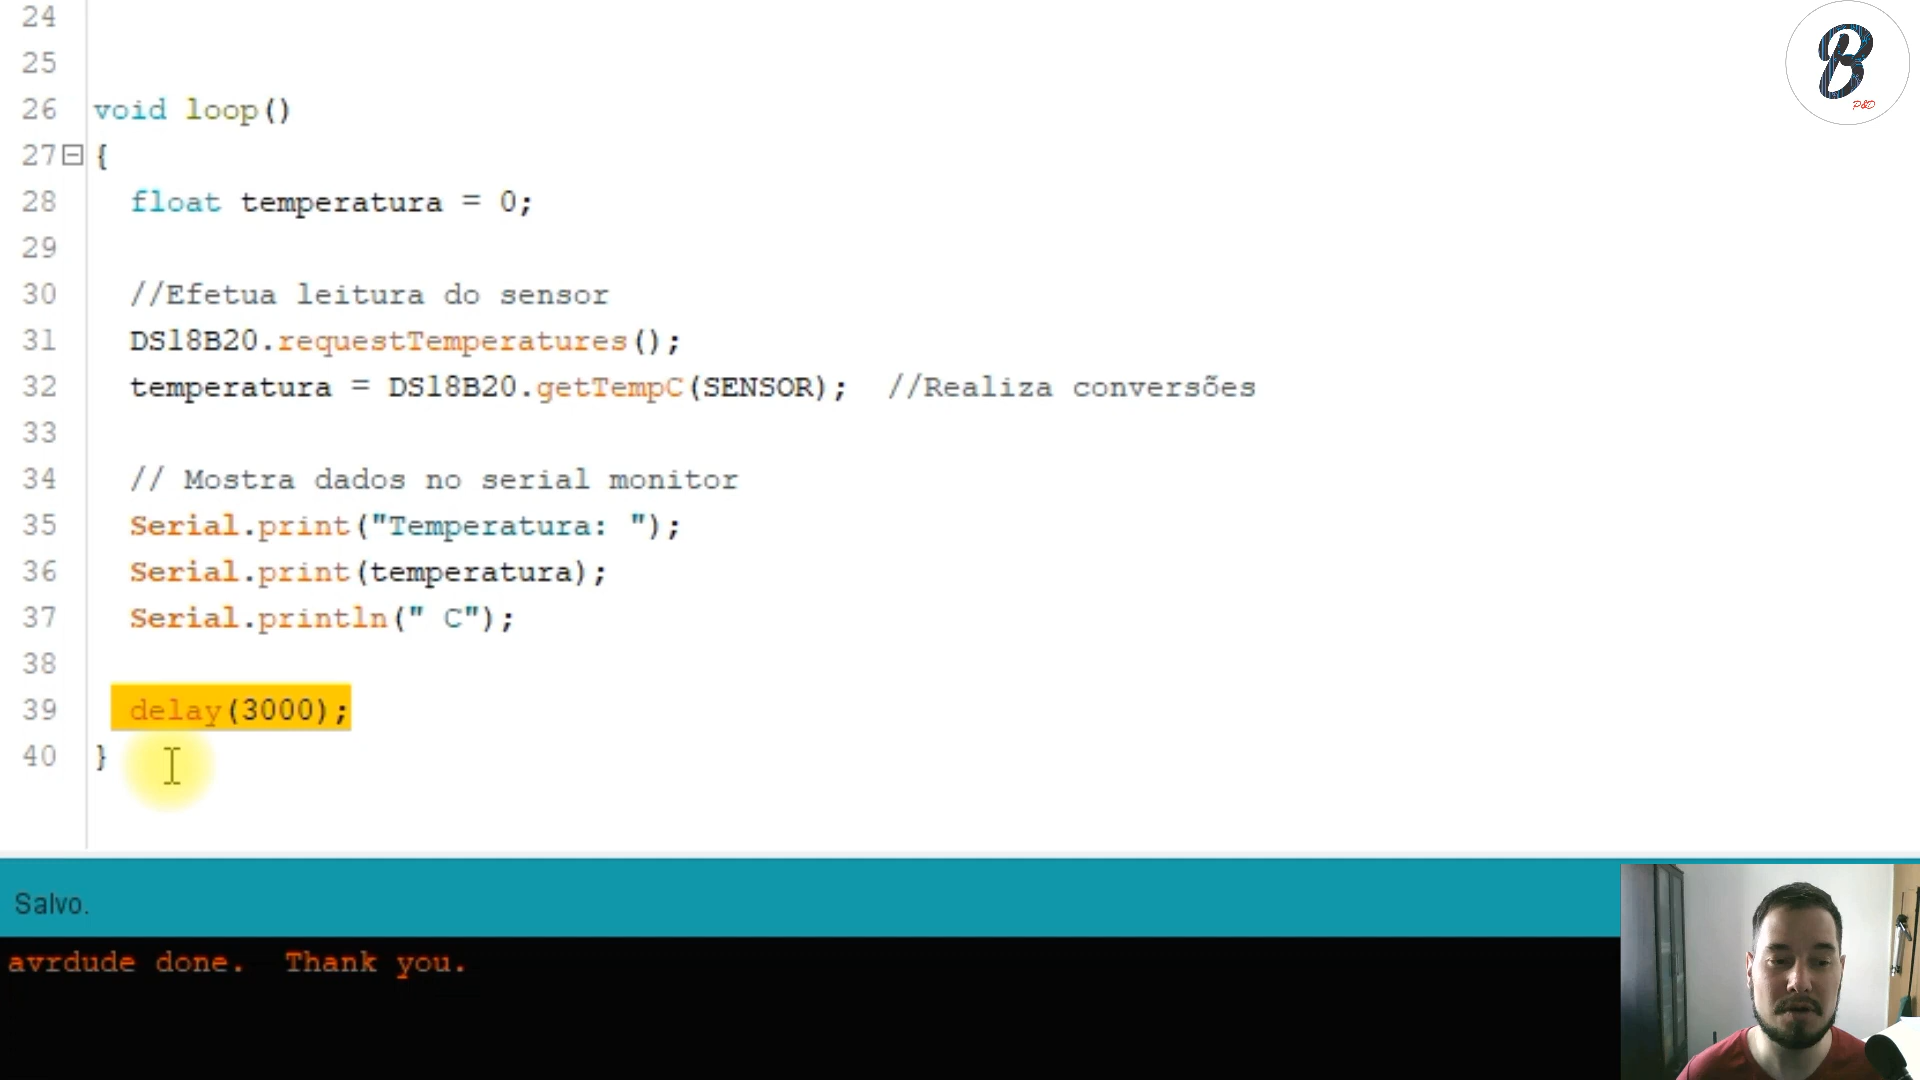 24
25
26 void loop()
27 {
28 float temperatura = 0;
29
30 //Efetua leitura do sensor
31 DS18B20.requestTemperatures();
32 temperatura = DS18B20.getTempC(SENSOR); //Realiza conversões
33
34 // Mostra dados no serial monitor
35 Serial.print("Temperatura: ");
36 Serial.print(temperatura);
37 Serial.println(" C");
38
39 delay(3000);
40 }
Salvo.
avrdude done. Thank you.
B
P&D